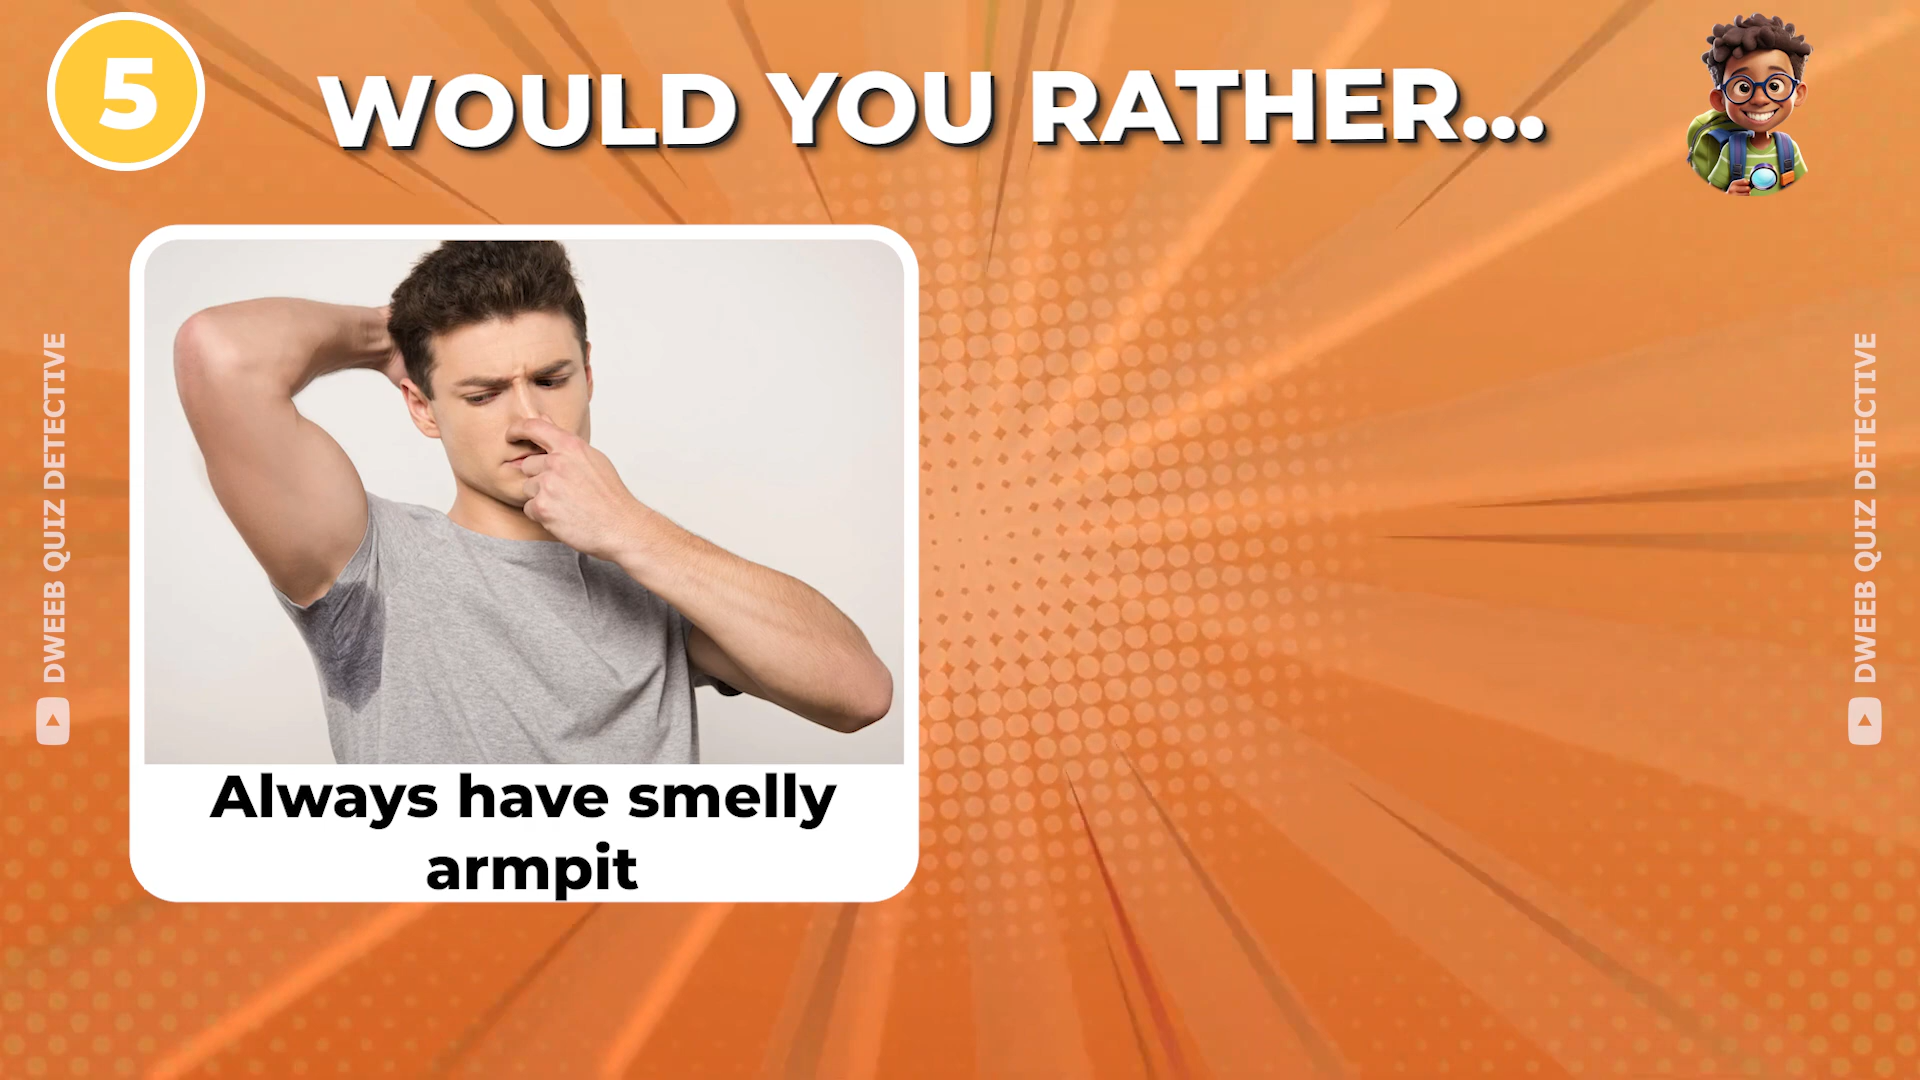 5
WOULD YOU RATHER...
DWEEB QUIZ DETECTIVE
Always have smelly
armpit
DWEEB QUIZ DETECTIVE